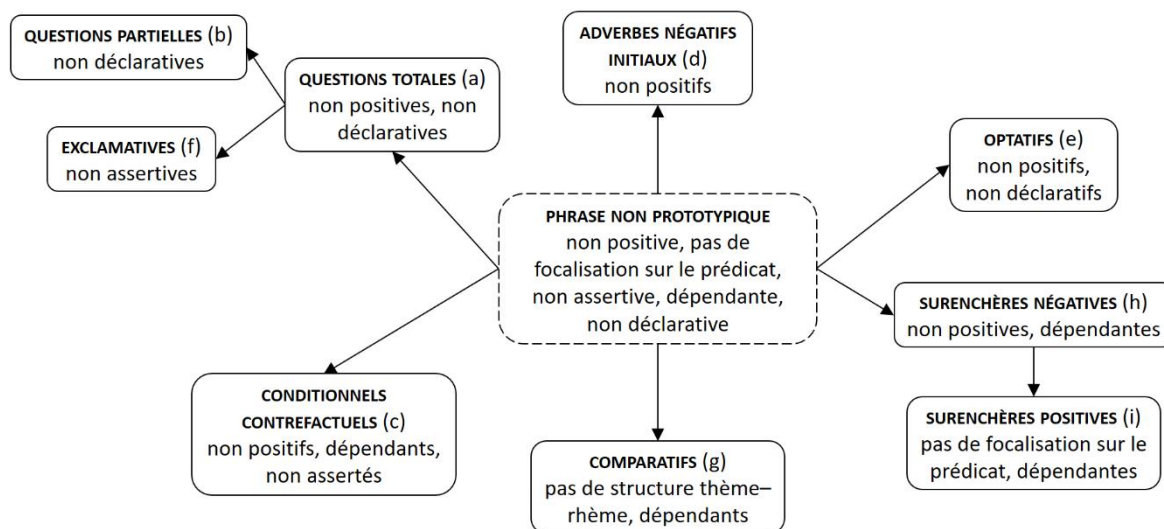 QUESTIONS PARTIELLES (b)
non déclaratives
EXCLAMATIVES (f)
non assertives
QUESTIONS TOTALES (a)
non positives, non
déclaratives
ADVERBES NÉGATIFS
INITIAUX (d)
non positifs
OPTATIFS (e)
non positifs,
non déclaratifs
PHRASE NON PROTOTYPIQUE
non positive, pas de
focalisation sur le prédicat,
non assertive, dépendante,
non déclarative
SURENCHÈRES NÉGATIVES (h)
non positives, dépendantes
SURENCHÈRES POSITIVES (i)
pas de focalisation sur le
prédicat, dépendantes
CONDITIONNELS
CONTREFACTUELS (c)
non positifs, dépendants,
non assertés
COMPARATIFS (g)
pas de structure thème–
rhème, dépendants